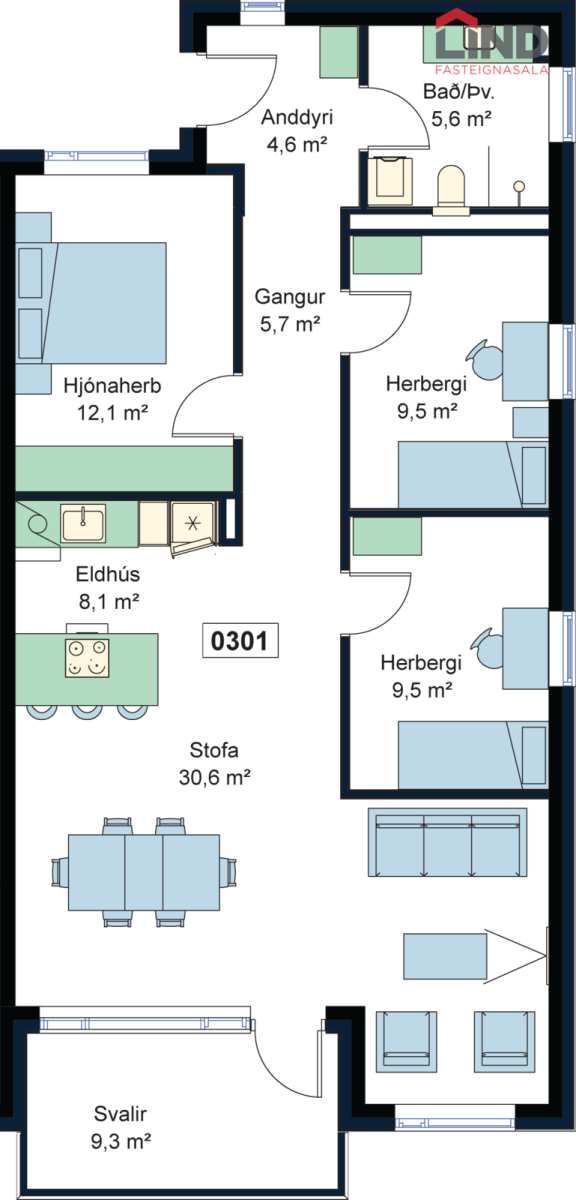 LIND
FASTEIGNASALA
Bað/Þv.
5,6 m²
Anddyri
4,6 m²
Gangur
5,7 m²
Hjónaherb
12,1 m²
Herbergi
9,5 m²
Eldhús
8,1 m²
0301
Herbergi
9,5 m²
Stofa
30,6 m²
Svalir
9,3 m²